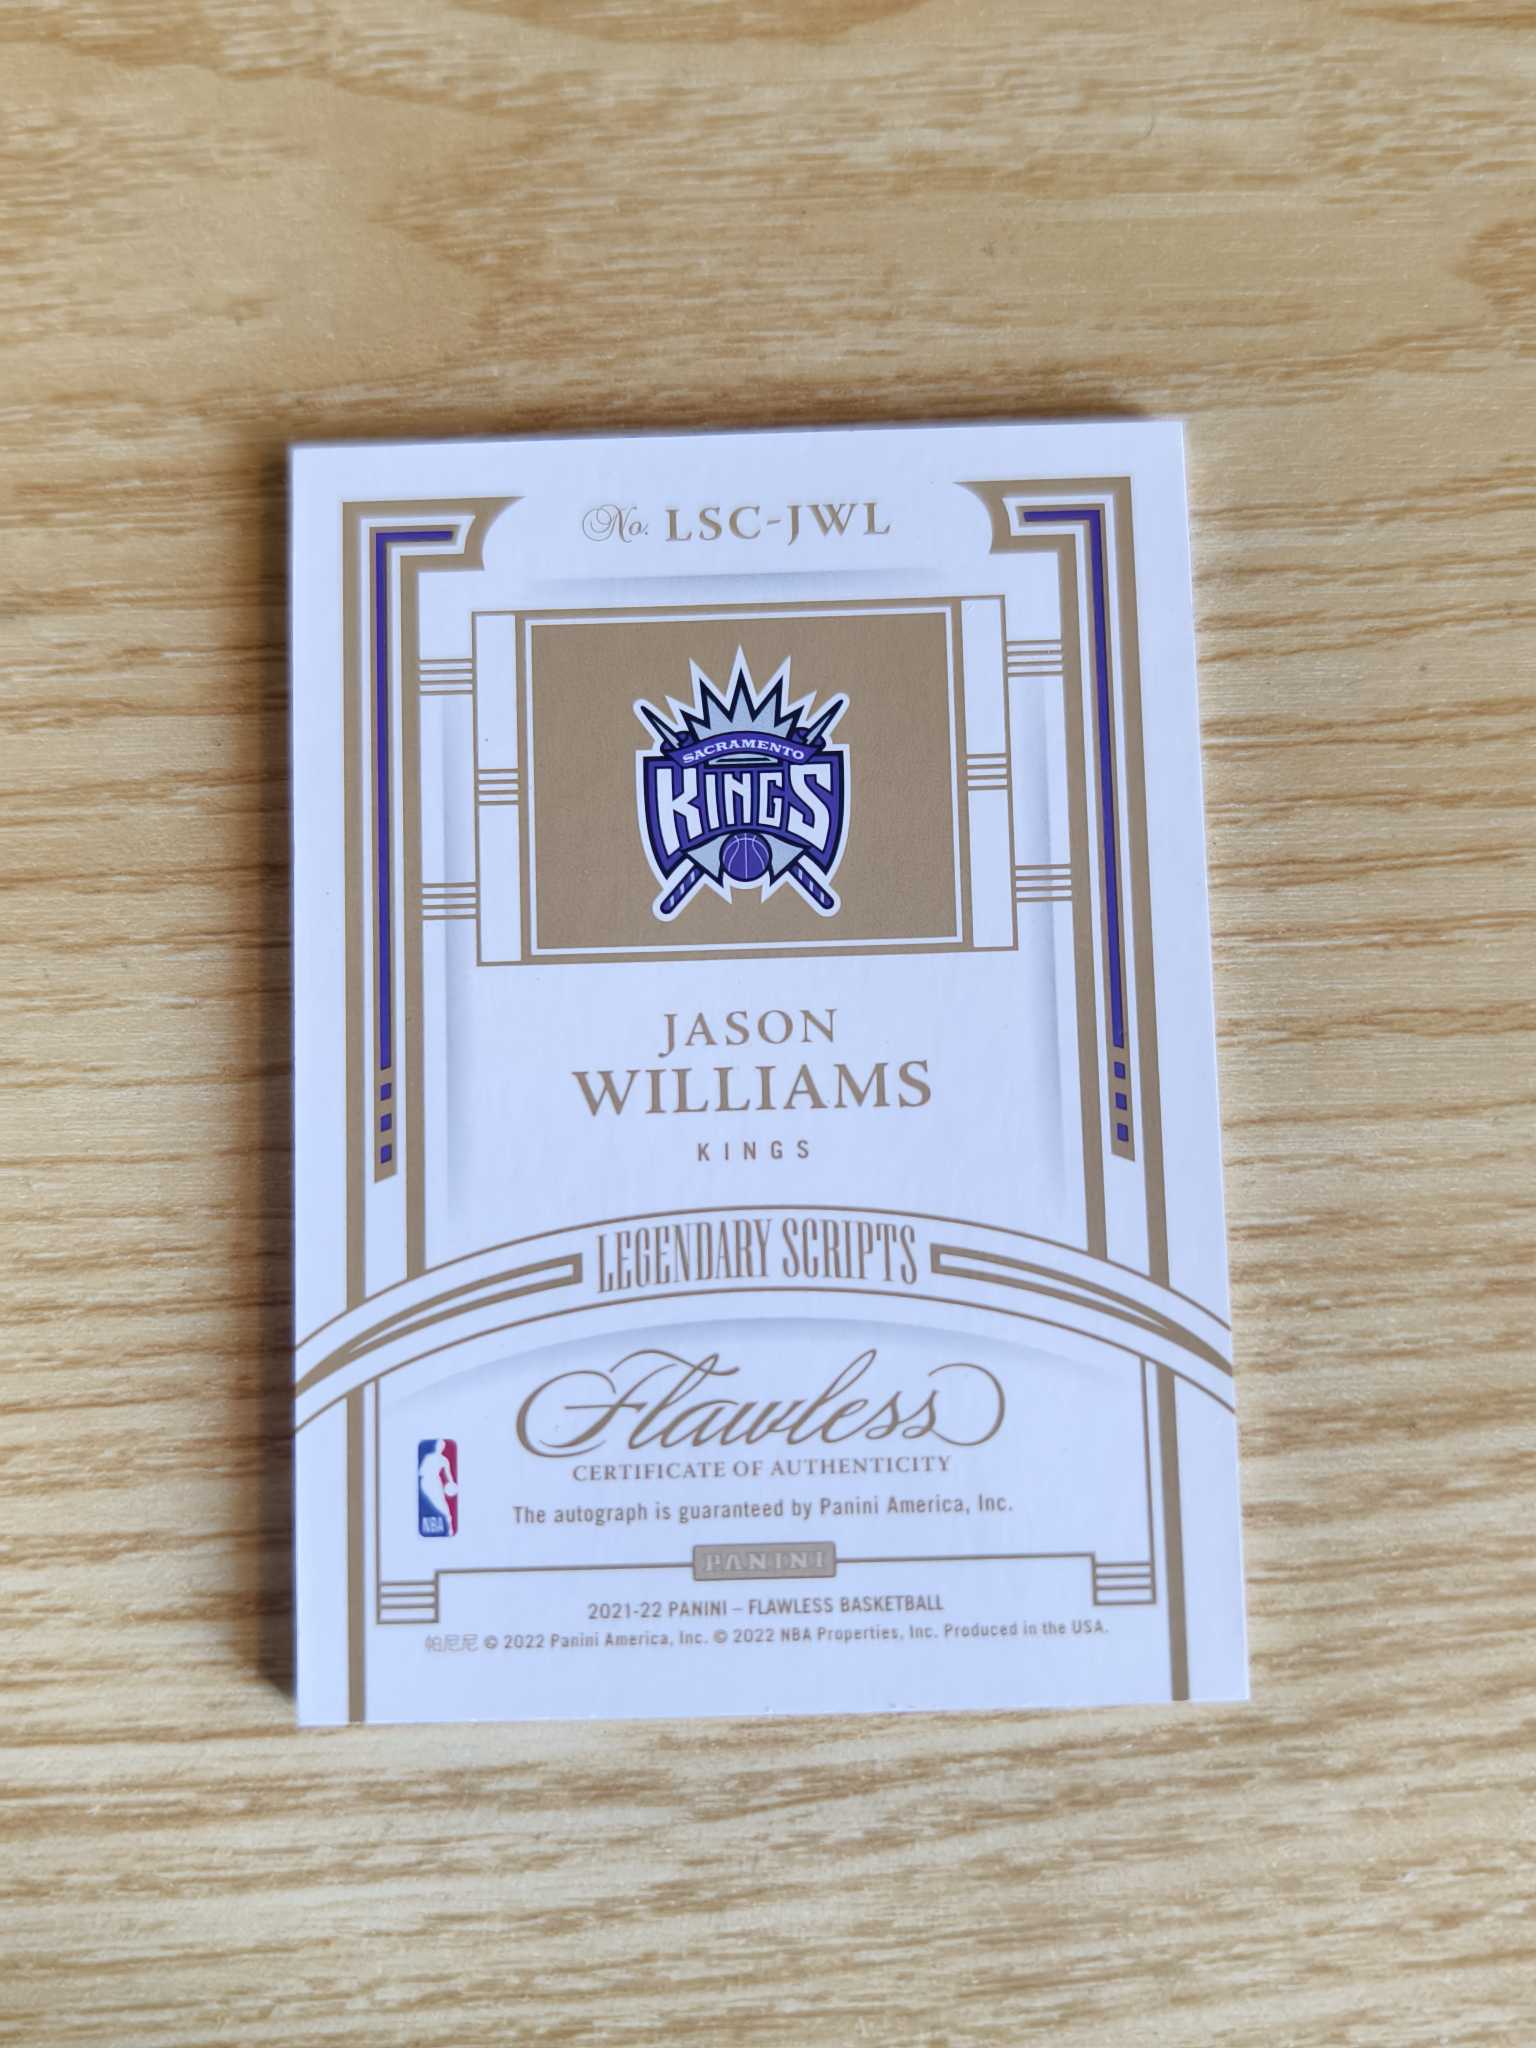 No. LSC-JWL
SACRAMENTO
KINGS
JASON
WILLIAMS
KINGS
LEGENDARY SCRIPTS
Flawless
CERTIFICATE OF AUTHENTICITY
The autograph is guaranteed by Panini America, Inc.
NBA
PANINI
2021-22 PANINI – FLAWLESS BASKETBALL
帕尼尼 © 2022 Panini America, Inc. © 2022 NBA Properties, Inc. Produced in the USA.